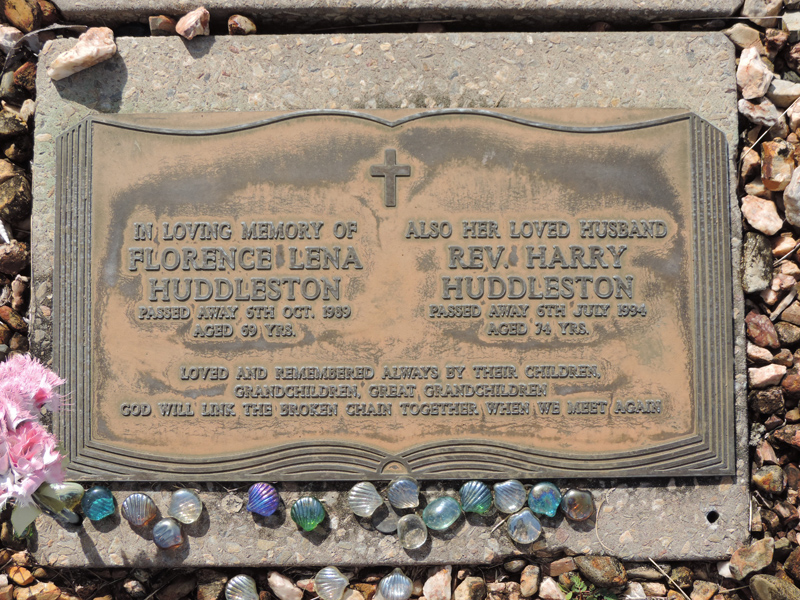 IN LOVING MEMORY OF
FLORENCE LENA
HUDDLESTON
PASSED AWAY 5TH OCT. 1989
AGED 69 YRS.
ALSO HER LOVED HUSBAND
REV. HARRY
HUDDLESTON
PASSED AWAY 6TH JULY 1994
AGED 74 YRS.
LOVED AND REMEMBERED ALWAYS BY THEIR CHILDREN,
GRANDCHILDREN, GREAT GRANDCHILDREN
GOD WILL LINK THE BROKEN CHAIN TOGETHER WHEN WE MEET AGAIN